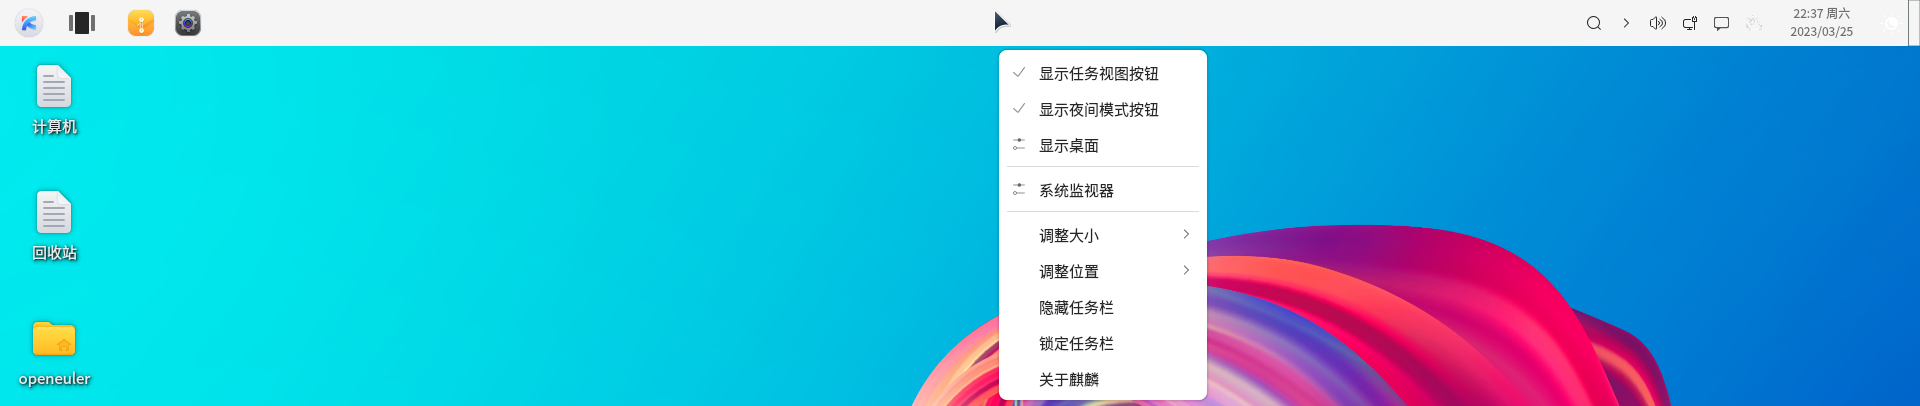 22:37 周六
2023/03/25
计算机
回收站
openeuler
显示任务视图按钮
显示夜间模式按钮
显示桌面
系统监视器
调整大小
调整位置
隐藏任务栏
锁定任务栏
关于麒麟